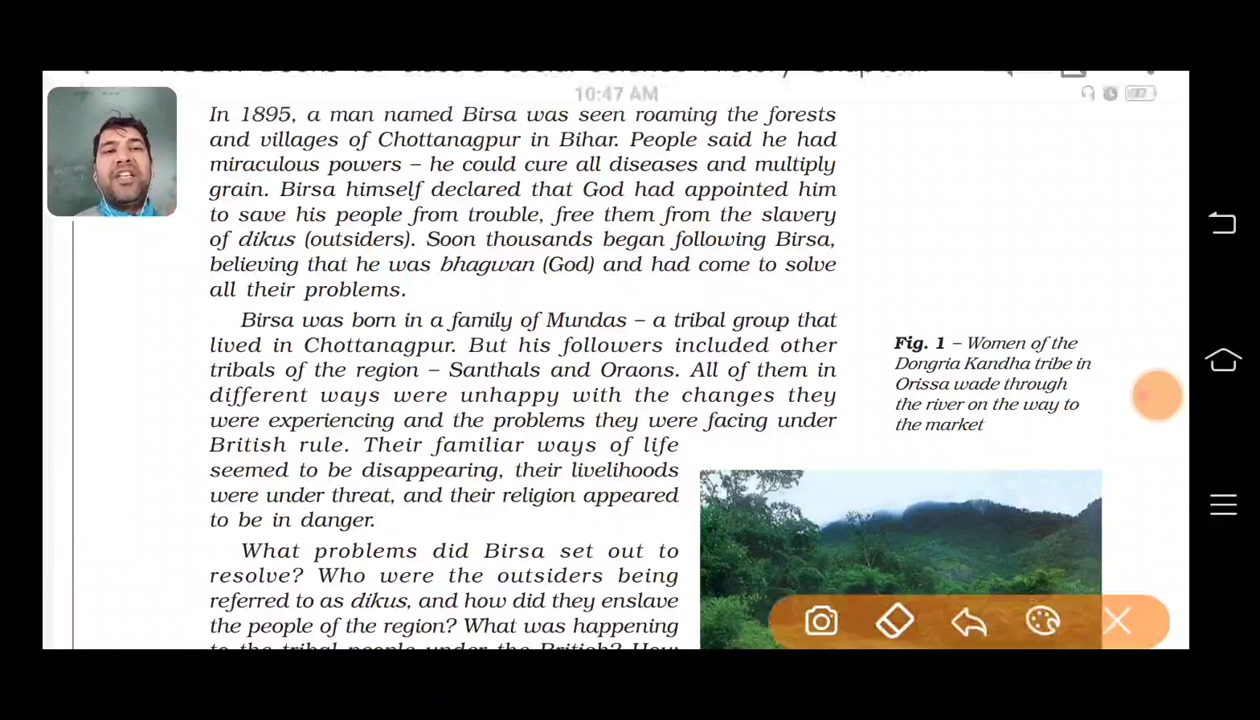 10:47 AM
In 1895, a man named Birsa was seen roaming the forests
and villages of Chottanagpur in Bihar. People said he had
miraculous powers – he could cure all diseases and multiply
grain. Birsa himself declared that God had appointed him
to save his people from trouble, free them from the slavery
of dikus (outsiders). Soon thousands began following Birsa,
believing that he was bhagwan (God) and had come to solve
all their problems.
Birsa was born in a family of Mundas – a tribal group that
lived in Chottanagpur. But his followers included other
tribals of the region – Santhals and Oraons. All of them in
different ways were unhappy with the changes they
were experiencing and the problems they were facing under
British rule. Their familiar ways of life
seemed to be disappearing, their livelihoods
were under threat, and their religion appeared
to be in danger.
What problems did Birsa set out to
resolve? Who were the outsiders being
referred to as dikus, and how did they enslave
the people of the region? What was happening
to the tribal people under the British? How
Fig. 1 – Women of the
Dongria Kandha tribe in
Orissa wade through
the river on the way to
the market